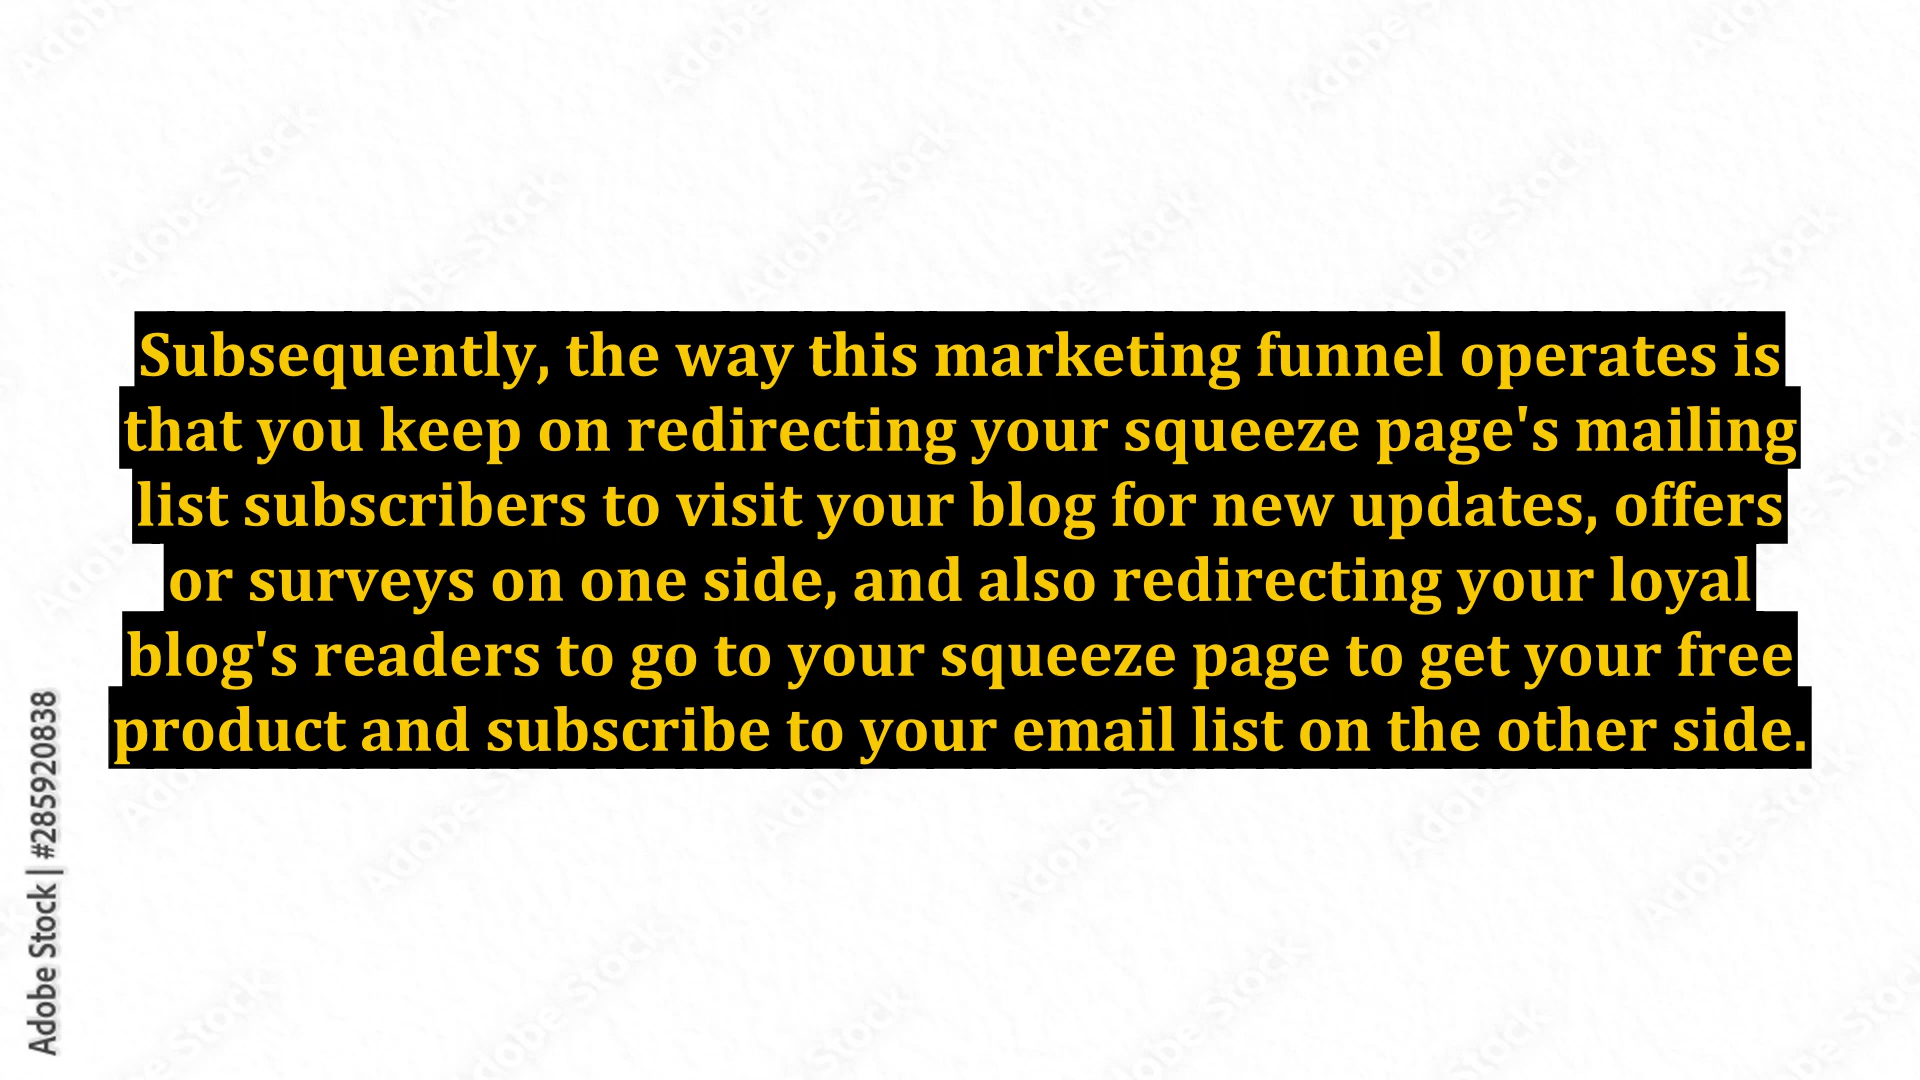 Subsequently, the way this marketing funnel operates is
that you keep on redirecting your squeeze page's mailing
list subscribers to visit your blog for new updates, offers
or surveys on one side, and also redirecting your loyal
blog's readers to go to your squeeze page to get your free
product and subscribe to your email list on the other side.
Adobe Stock | #285920838